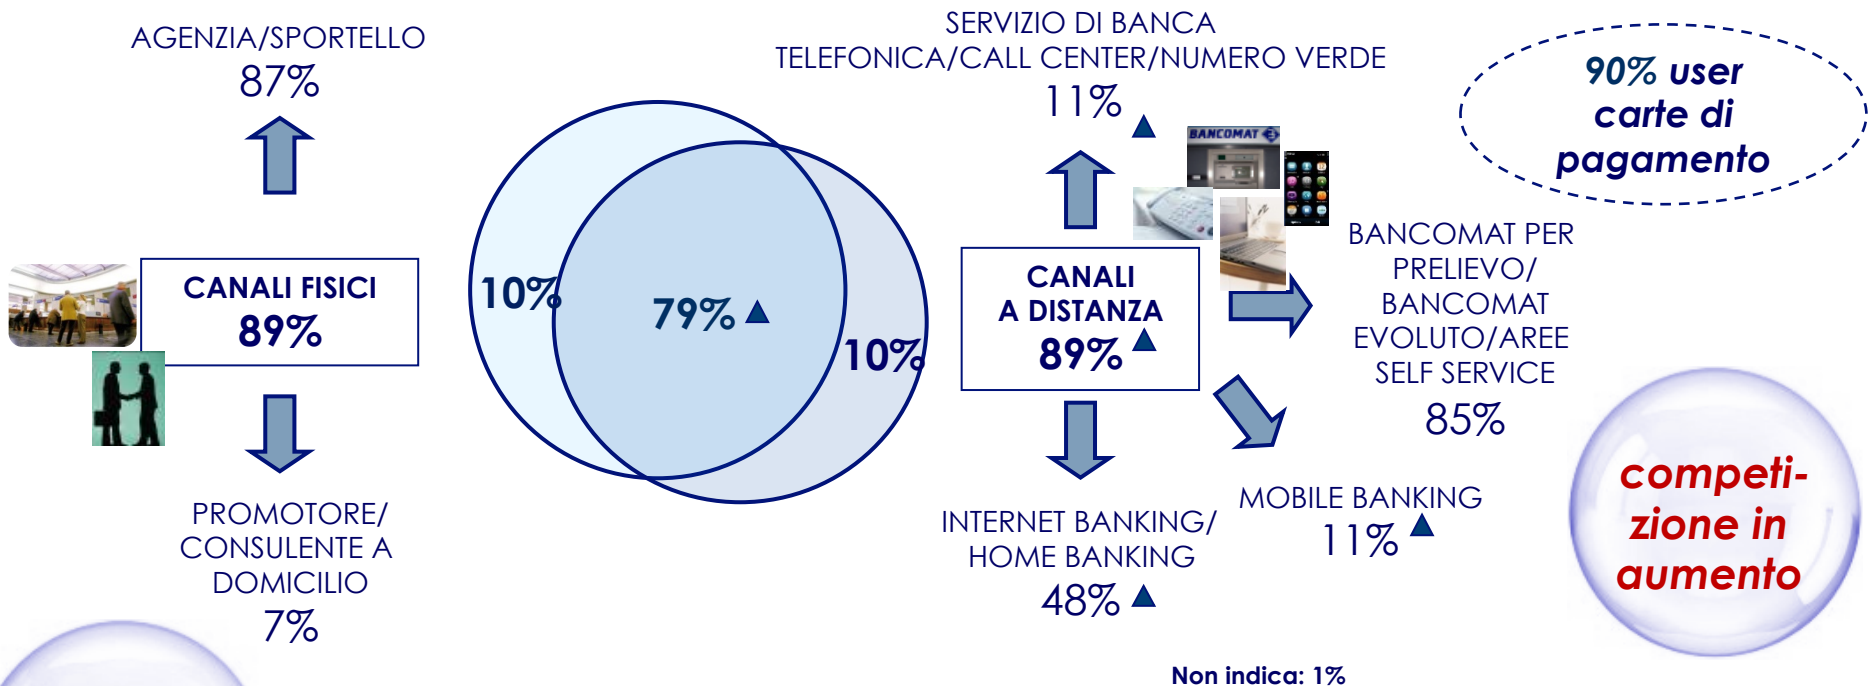 AGENZIA/SPORTELLO
87%
CANALI FISICI
89%
PROMOTORE/
CONSULENTE A
DOMICILIO
7%
10%
79%
10%
SERVIZIO DI BANCA
TELEFONICA/CALL CENTER/NUMERO VERDE
11%
BANCOMAT
CANALI
A DISTANZA
89%
BANCOMAT PER
PRELIEVO/
BANCOMAT
EVOLUTO/AREE
SELF SERVICE
85%
MOBILE BANKING
11%
INTERNET BANKING/
HOME BANKING
48%
90% user
carte di
pagamento
competi-
zione in
aumento
Non indica: 1%